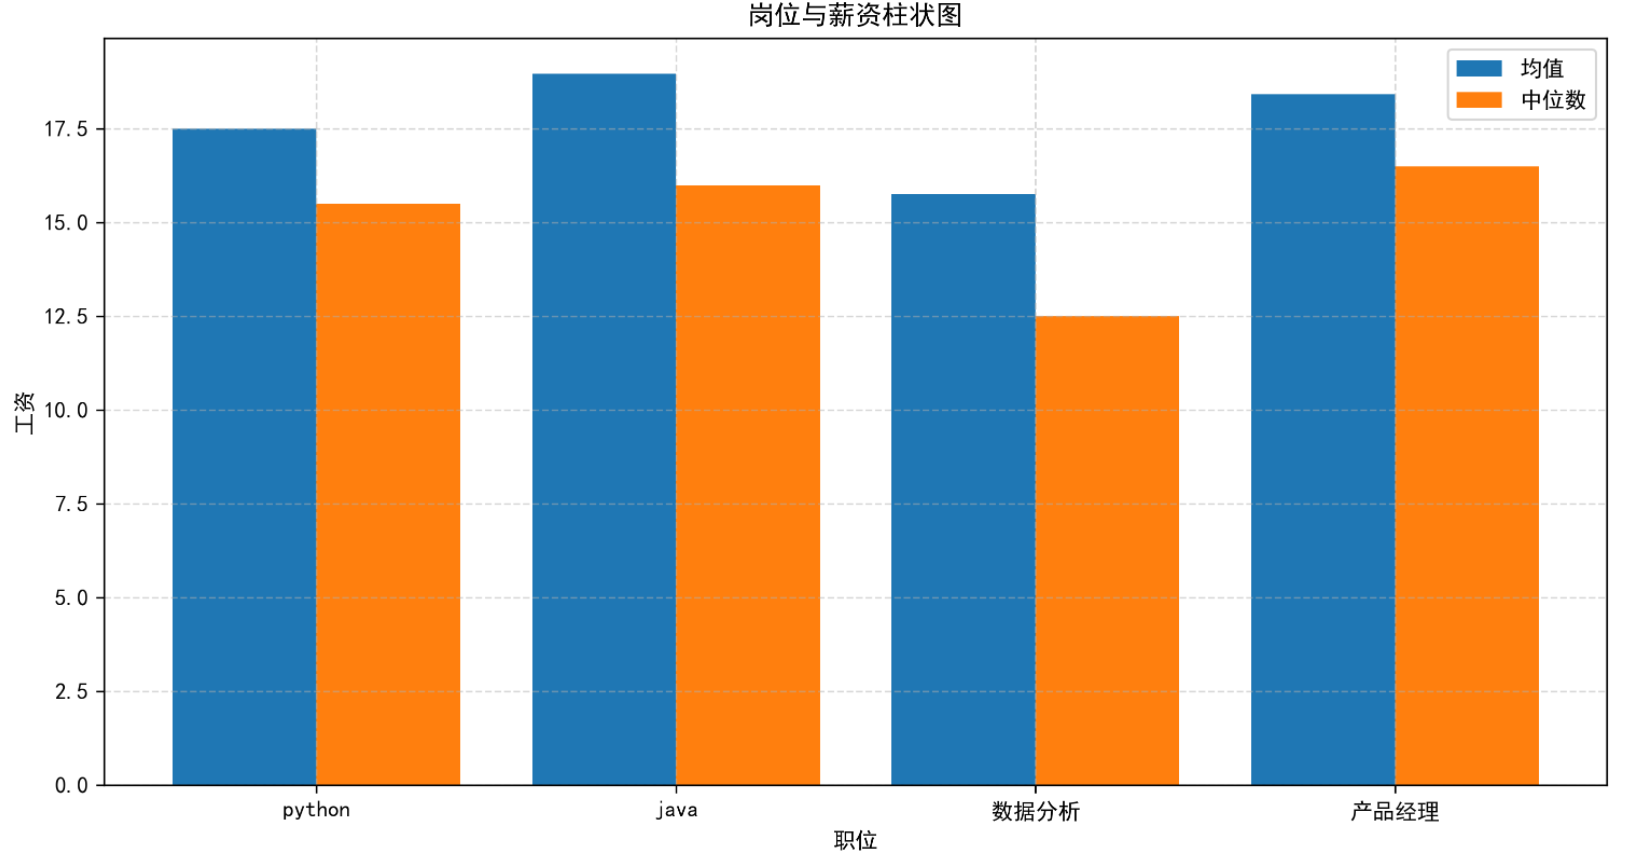 岗位与薪资柱状图
均值
中位数
17.5
15.0
12.5
10.0
7.5
5.0
2.5
0.0
工资
python
java
数据分析
产品经理
职位